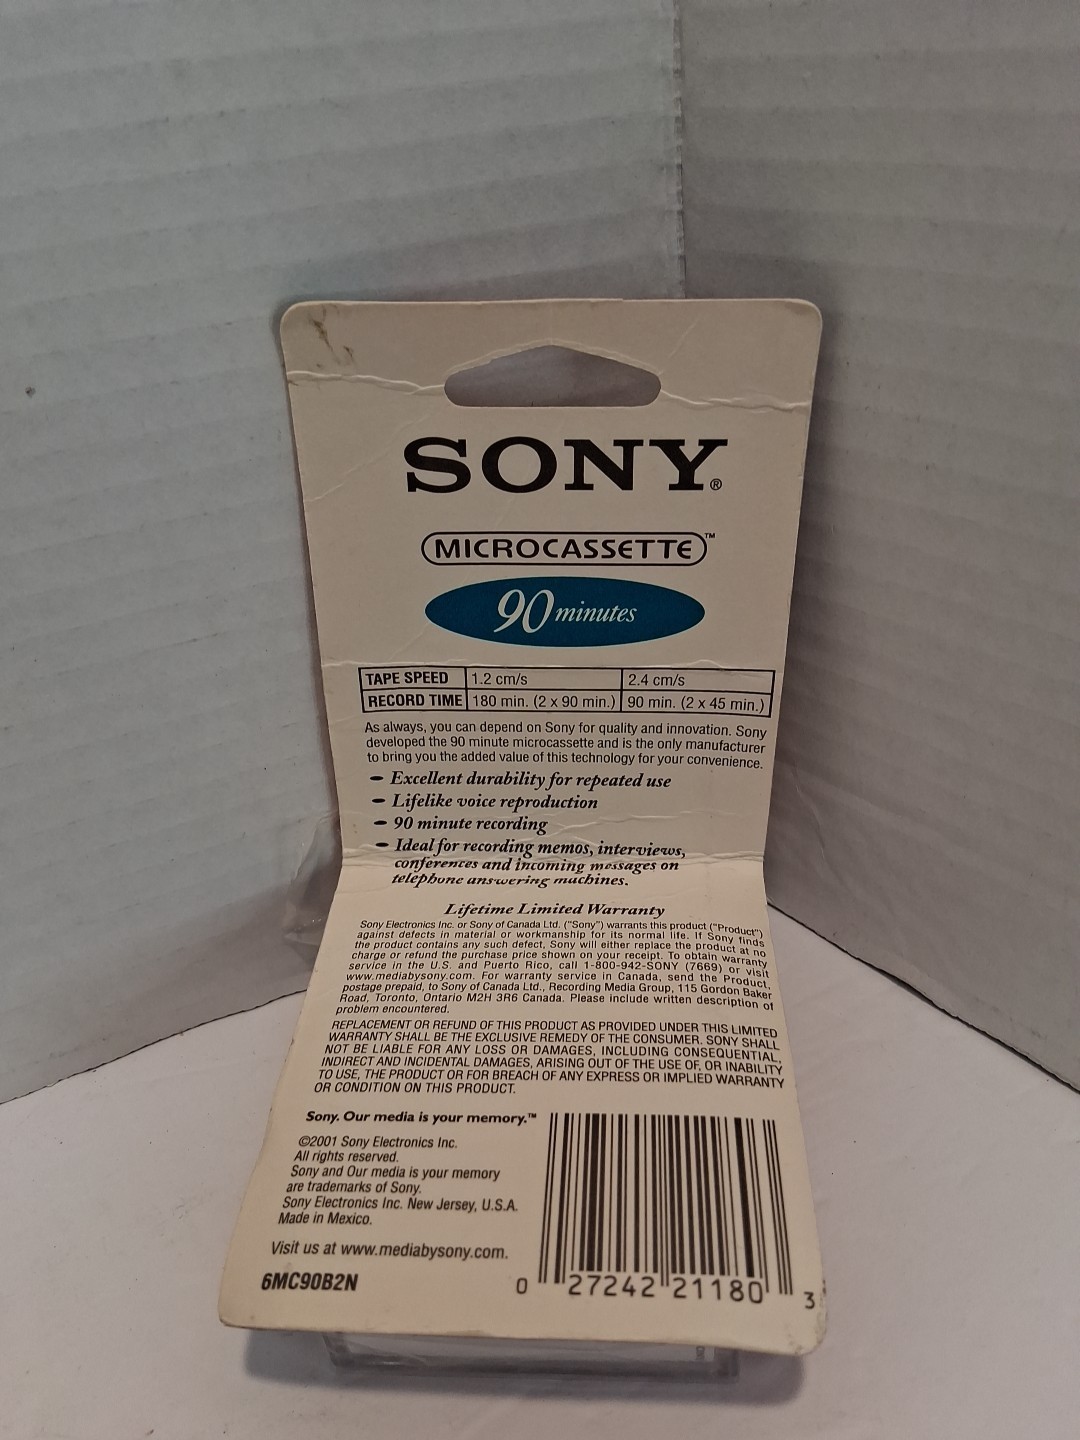 SONY®
MICROCASSETTE™
90 minutes
TAPE SPEED 1.2 cm/s 2.4 cm/s
RECORD TIME 180 min. (2 x 90 min.) 90 min. (2 x 45 min.)
As always, you can depend on Sony for quality and innovation. Sony
developed the 90 minute microcassette and is the only manufacturer
to bring you the added value of this technology for your convenience.
– Excellent durability for repeated use
– Lifelike voice reproduction
– 90 minute recording
– Ideal for recording memos, interviews,
conferences and incoming messages on
telephone answering machines.
Lifetime Limited Warranty
Sony Electronics Inc. or Sony of Canada Ltd. ("Sony") warrants this product ("Product")
against defects in material or workmanship for its normal life. If Sony finds
the product contains any such defect, Sony will either replace the product at no
charge or refund the purchase price shown on your receipt. To obtain warranty
service in the U.S. and Puerto Rico, call 1-800-942-SONY (7669) or visit
www.mediabysony.com. For warranty service in Canada, send the Product,
postage prepaid, to Sony of Canada Ltd., Recording Media Group, 115 Gordon Baker
Road, Toronto, Ontario M2H 3R6 Canada. Please include written description of
problem encountered.
REPLACEMENT OR REFUND OF THIS PRODUCT AS PROVIDED UNDER THIS LIMITED
WARRANTY SHALL BE THE EXCLUSIVE REMEDY OF THE CONSUMER. SONY SHALL
NOT BE LIABLE FOR ANY LOSS OR DAMAGES, INCLUDING CONSEQUENTIAL,
INDIRECT AND INCIDENTAL DAMAGES, ARISING OUT OF THE USE OF, OR INABILITY
TO USE, THE PRODUCT OR FOR BREACH OF ANY EXPRESS OR IMPLIED WARRANTY
OR CONDITION ON THIS PRODUCT.
Sony. Our media is your memory.™
©2001 Sony Electronics Inc.
All rights reserved.
Sony and Our media is your memory
are trademarks of Sony.
Sony Electronics Inc. New Jersey, U.S.A.
Made in Mexico.
Visit us at www.mediabysony.com.
6MC90B2N
0 27242 21180 3